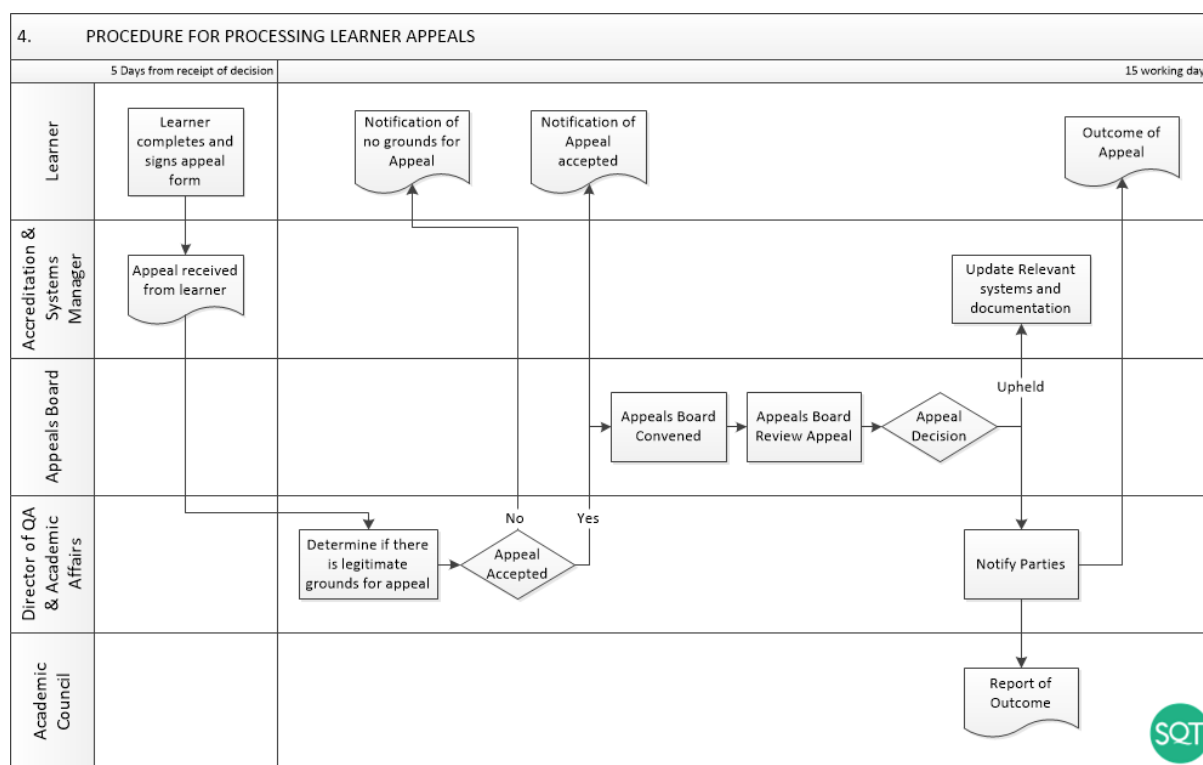 4. PROCEDURE FOR PROCESSING LEARNER APPEALS
5 Days from receipt of decision
15 working day
Learner
Learner
completes and
signs appeal
form
Notification of
no grounds for
Appeal
Notification of
Appeal
accepted
Outcome of
Appeal
Accreditation &
Systems
Manager
Appeal received
from learner
Update Relevant
systems and
documentation
Appeals Board
Appeals Board
Convened
Appeals Board
Review Appeal
Appeal
Decision
Upheld
Director of QA
& Academic
Affairs
Determine if there
is legitimate
grounds for appeal
Appeal
Accepted
No
Yes
Notify Parties
Academic
Council
Report of
Outcome
SQT